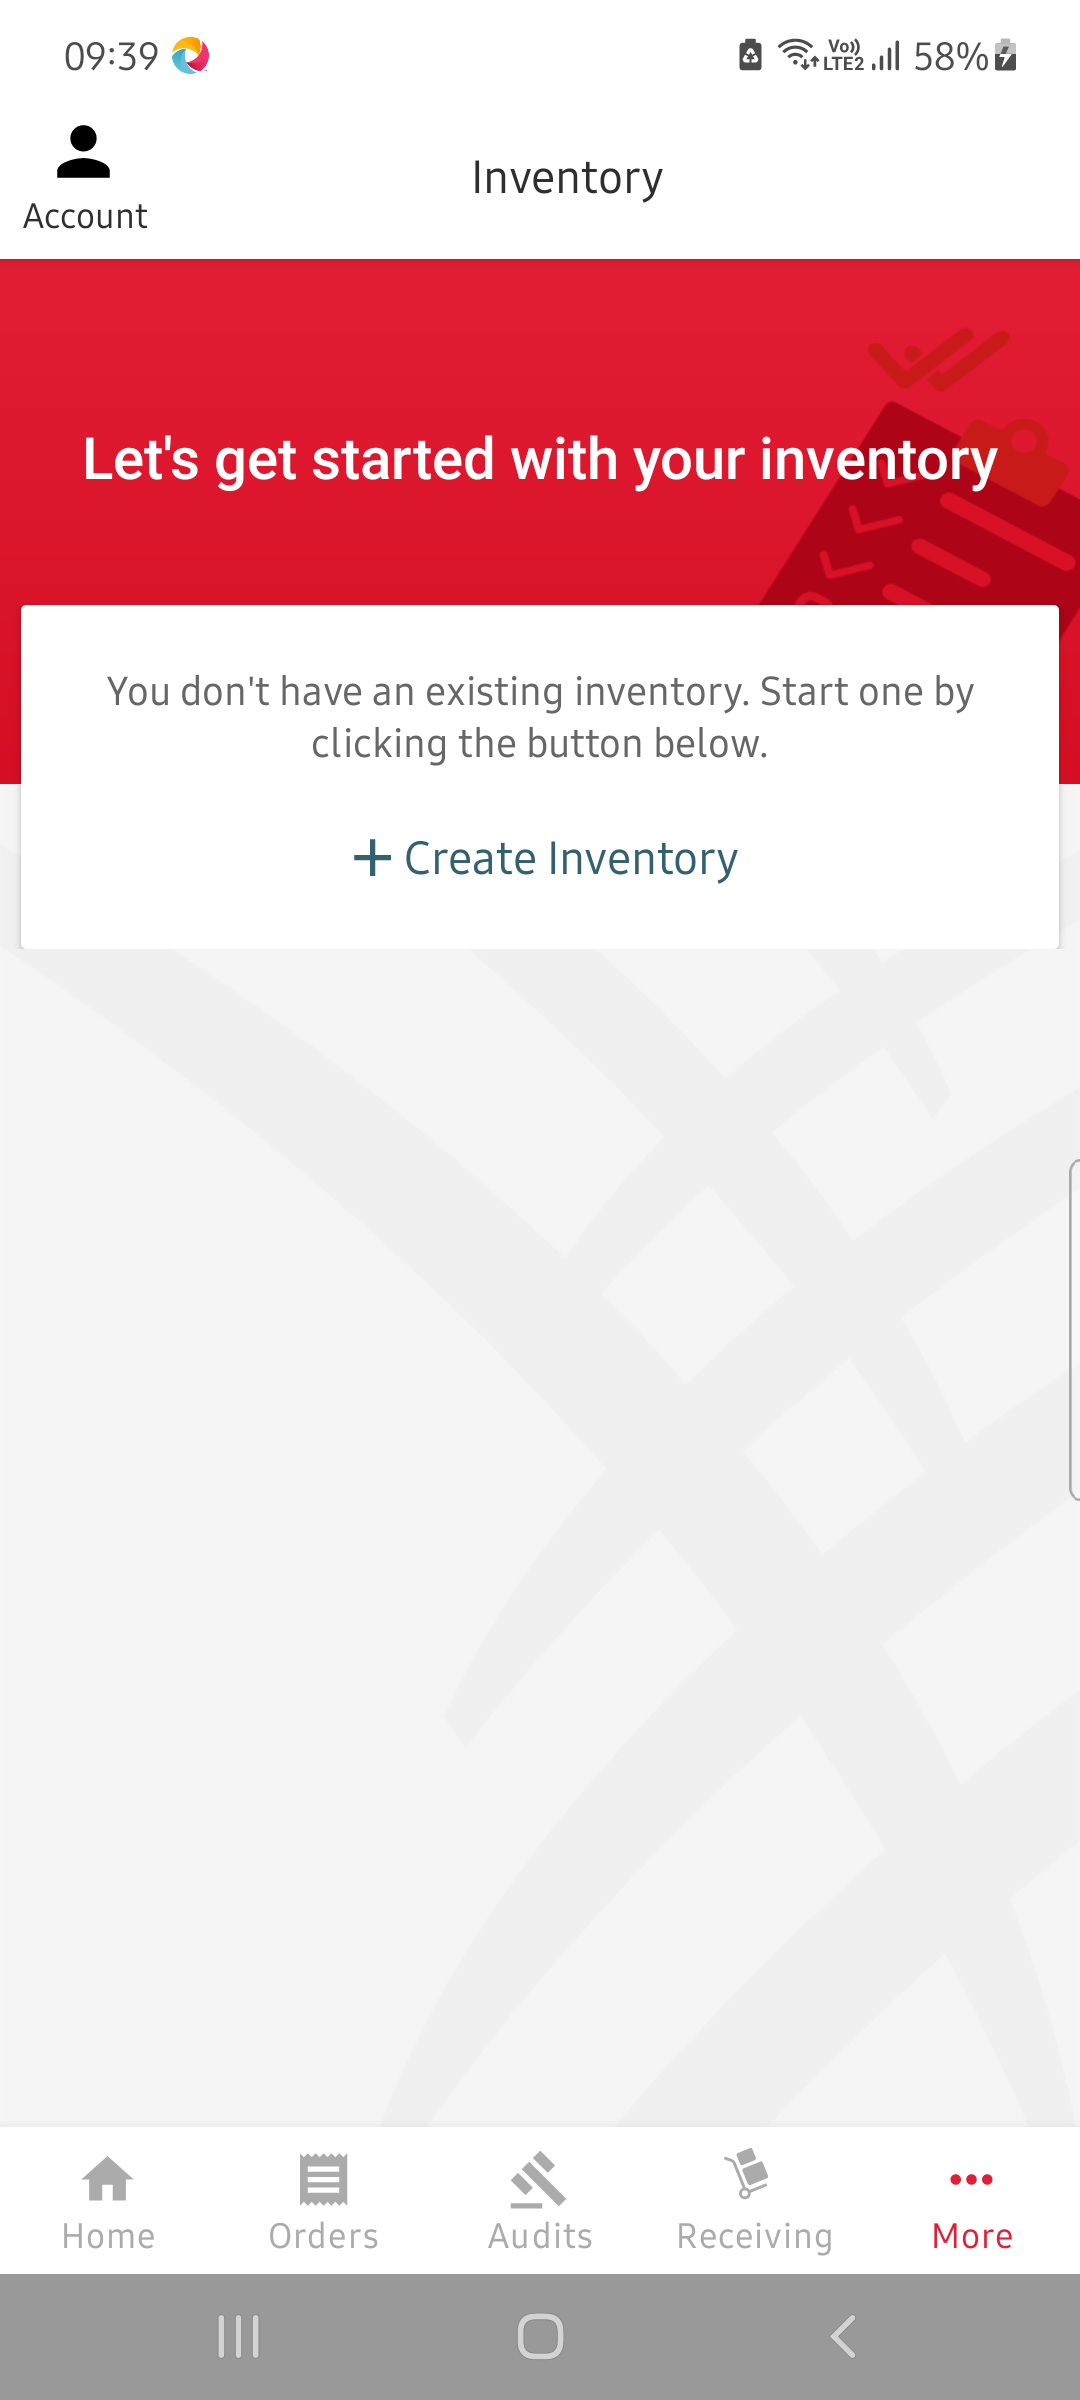 09:39
Vo)) LTE2 58%
Account
Inventory
Let's get started with your inventory
You don't have an existing inventory. Start one by
clicking the button below.
+ Create Inventory
Home
Orders
Audits
Receiving
More